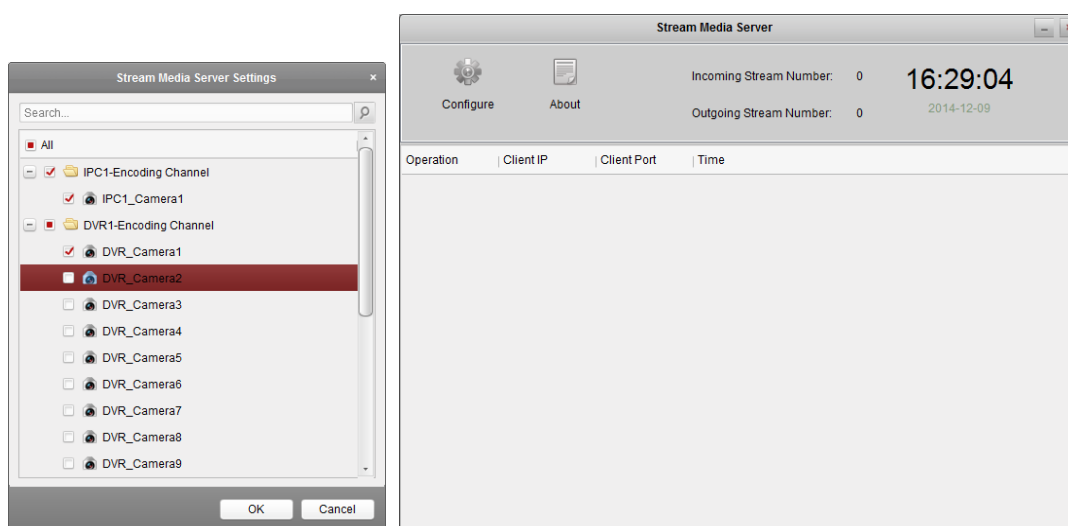 Stream Media Server Settings
Search...
All
IPC1-Encoding Channel
IPC1_Camera1
DVR1-Encoding Channel
DVR_Camera1
DVR_Camera2
DVR_Camera3
DVR_Camera4
DVR_Camera5
DVR_Camera6
DVR_Camera7
DVR_Camera8
DVR_Camera9
OK Cancel
Stream Media Server
Configure About
Incoming Stream Number: 0
Outgoing Stream Number: 0
16:29:04
2014-12-09
Operation Client IP Client Port Time